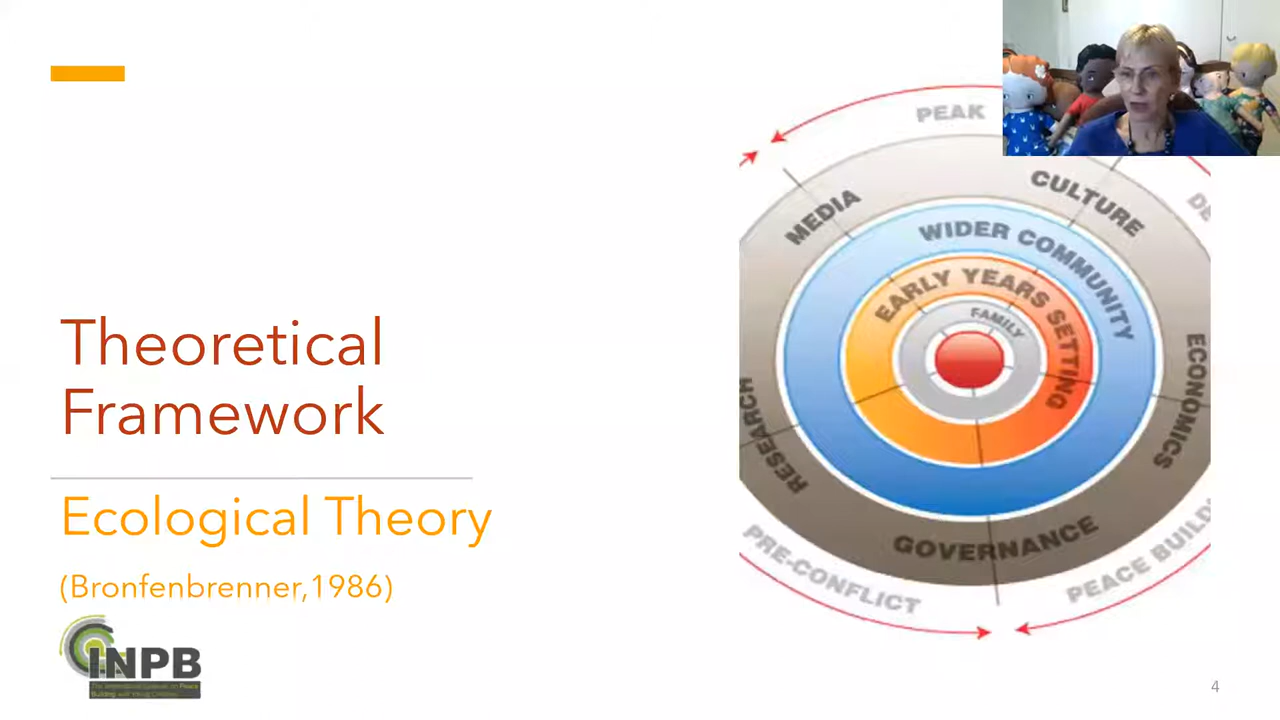 Theoretical
Framework
Ecological Theory
(Bronfenbrenner,1986)
INPB
PEAK
MEDIA
CULTURE
WIDER COMMUNITY
EARLY YEARS SETTING
FAMILY
ECONOMICS
RESEARCH
GOVERNANCE
PRE-CONFLICT
PEACE BUILD
4